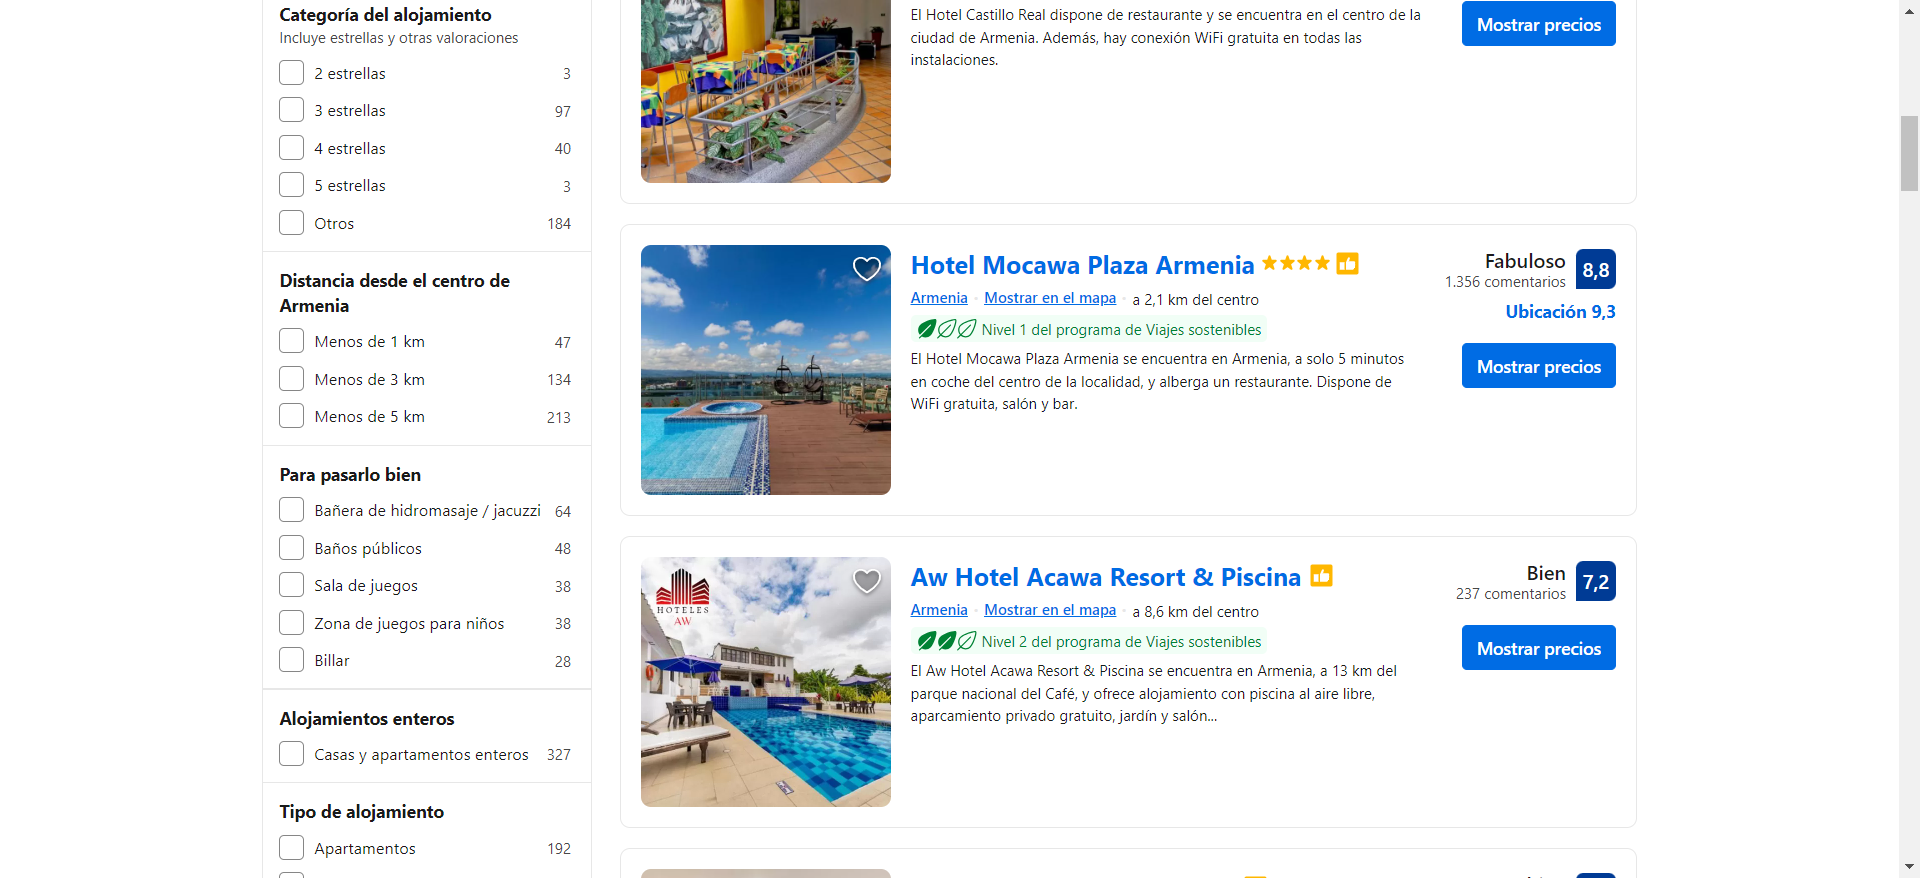 Categoría del alojamiento
Incluye estrellas y otras valoraciones
2 estrellas 3
3 estrellas 97
4 estrellas 40
5 estrellas 3
Otros 184
Distancia desde el centro de
Armenia
Menos de 1 km 47
Menos de 3 km 134
Menos de 5 km 213
Para pasarlo bien
Bañera de hidromasaje / jacuzzi 64
Baños públicos 48
Sala de juegos 38
Zona de juegos para niños 38
Billar 28
Alojamientos enteros
Casas y apartamentos enteros 327
Tipo de alojamiento
Apartamentos 192
El Hotel Castillo Real dispone de restaurante y se encuentra en el centro de la
ciudad de Armenia. Además, hay conexión WiFi gratuita en todas las
instalaciones.
Mostrar precios
Hotel Mocawa Plaza Armenia
Armenia Mostrar en el mapa a 2,1 km del centro
Nivel 1 del programa de Viajes sostenibles
El Hotel Mocawa Plaza Armenia se encuentra en Armenia, a solo 5 minutos
en coche del centro de la localidad, y alberga un restaurante. Dispone de
WiFi gratuita, salón y bar.
Fabuloso 8,8
1.356 comentarios
Ubicación 9,3
Mostrar precios
HOTELES
AW
Aw Hotel Acawa Resort & Piscina
Armenia Mostrar en el mapa a 8,6 km del centro
Nivel 2 del programa de Viajes sostenibles
El Aw Hotel Acawa Resort & Piscina se encuentra en Armenia, a 13 km del
parque nacional del Café, y ofrece alojamiento con piscina al aire libre,
aparcamiento privado gratuito, jardín y salón...
Bien 7,2
237 comentarios
Mostrar precios